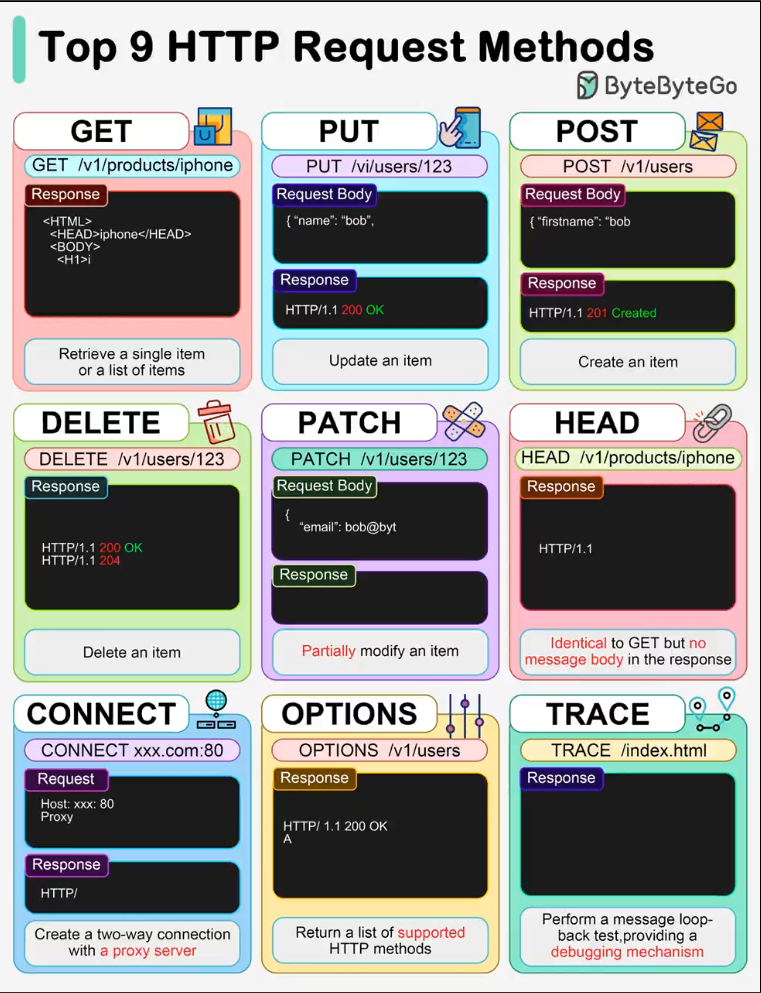 Top 9 HTTP Request Methods
ByteByteGo
GET
GET /v1/products/iphone
Response
<HTML>
<HEAD>iphone</HEAD>
<BODY>
<H1>i
Retrieve a single item
or a list of items
PUT
PUT /vi/users/123
Request Body
{ “name”: “bob”,
Response
HTTP/1.1 200 OK
Update an item
POST
POST /v1/users
Request Body
{ “firstname”: “bob
Response
HTTP/1.1 201 Created
Create an item
DELETE
DELETE /v1/users/123
Response
HTTP/1.1 200 OK
HTTP/1.1 204
Delete an item
PATCH
PATCH /v1/users/123
Request Body
{
“email”: bob@byt
Response
Partially modify an item
HEAD
HEAD /v1/products/iphone
Response
HTTP/1.1
Identical to GET but no
message body in the response
CONNECT
CONNECT xxx.com:80
Request
Host: xxx: 80
Proxy
Response
HTTP/
Create a two-way connection
with a proxy server
OPTIONS
OPTIONS /v1/users
Response
HTTP/ 1.1 200 OK
A
Return a list of supported
HTTP methods
TRACE
TRACE /index.html
Response
Perform a message loop-
back test,providing a
debugging mechanism